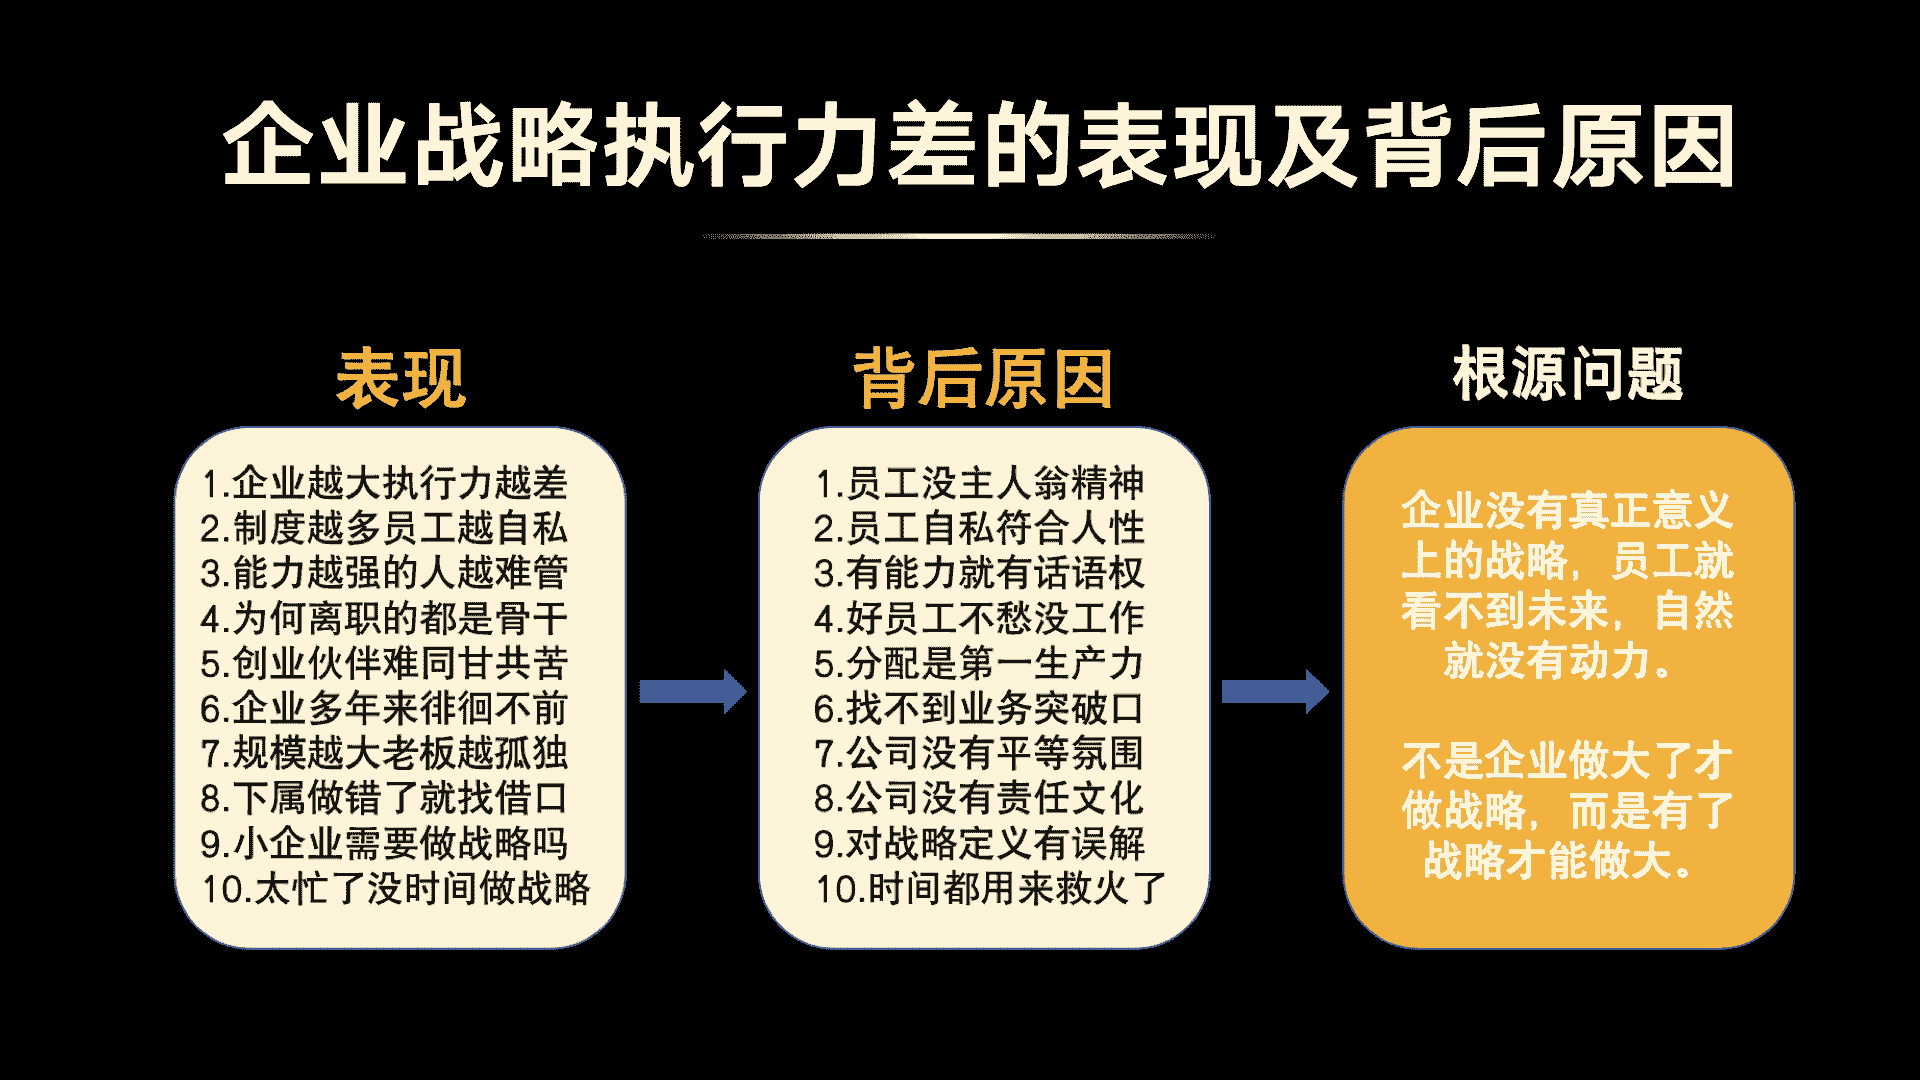 企业战略执行力差的表现及背后原因
表现
1.企业越大执行力越差
2.制度越多员工越自私
3.能力越强的人越难管
4.为何离职的都是骨干
5.创业伙伴难同甘共苦
6.企业多年来徘徊不前
7.规模越大老板越孤独
8.下属做错了就找借口
9.小企业需要做战略吗
10.太忙了没时间做战略
背后原因
1.员工没主人翁精神
2.员工自私符合人性
3.有能力就有话语权
4.好员工不愁没工作
5.分配是第一生产力
6.找不到业务突破口
7.公司没有平等氛围
8.公司没有责任文化
9.对战略定义有误解
10.时间都用来救火了
根源问题
企业没有真正意义
上的战略，员工就
看不到未来，自然
就没有动力。
不是企业做大了才
做战略，而是有了
战略才能做大。